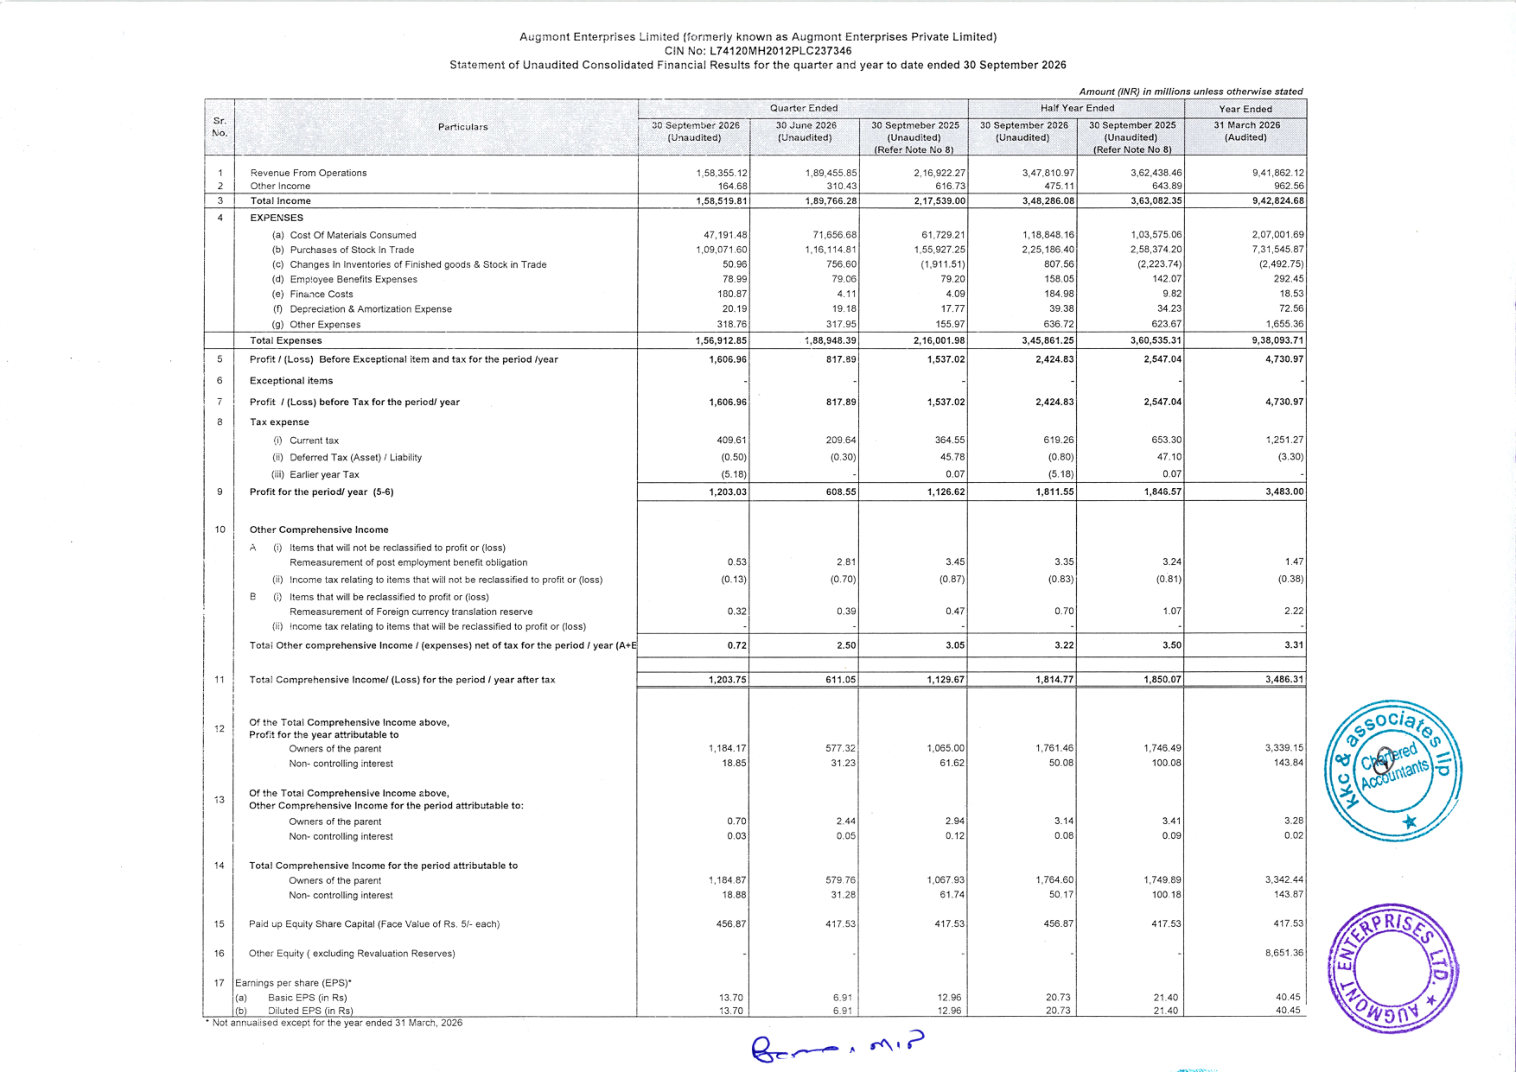 Augmont Enterprises Limited (formerly known as Augmont Enterprises Private Limited)
CIN No: L74120MH2012PLC237346
Statement of Unaudited Consolidated Financial Results for the quarter and year to date ended 30 September 2026
Amount (INR) in millions unless otherwise stated
Sr. No. Particulars Quarter Ended Half Year Ended Year Ended
30 September 2026 30 June 2026 30 Septmeber 2025 30 September 2026 30 September 2025 31 March 2026
(Unaudited) (Unaudited) (Unaudited) (Unaudited) (Unaudited) (Audited)
(Refer Note No 8) (Refer Note No 8)
1 Revenue From Operations 1,58,355.12 1,89,455.85 2,16,922.27 3,47,810.97 3,62,438.46 9,41,862.12
2 Other Income 164.68 310.43 616.73 475.11 643.89 962.56
3 Total Income 1,58,519.81 1,89,766.28 2,17,539.00 3,48,286.08 3,63,082.35 9,42,824.68
4 EXPENSES
(a) Cost Of Materials Consumed 47,191.48 71,656.68 61,729.21 1,18,848.16 1,03,575.06 2,07,001.69
(b) Purchases of Stock In Trade 1,09,071.60 1,16,114.81 1,55,927.25 2,25,186.40 2,58,374.20 7,31,545.87
(c) Changes In Inventories of Finished goods & Stock in Trade 50.96 756.60 (1,911.51) 807.56 (2,223.74) (2,492.75)
(d) Employee Benefits Expenses 78.99 79.06 79.20 158.05 142.07 292.45
(e) Finance Costs 180.87 4.11 4.09 184.98 9.82 18.53
(f) Depreciation & Amortization Expense 20.19 19.18 17.77 39.38 34.23 72.56
(g) Other Expenses 318.76 317.95 155.97 636.72 623.67 1,655.36
Total Expenses 1,56,912.85 1,88,948.39 2,16,001.98 3,45,861.25 3,60,535.31 9,38,093.71
5 Profit / (Loss) Before Exceptional item and tax for the period /year 1,606.96 817.89 1,537.02 2,424.83 2,547.04 4,730.97
6 Exceptional items - - - - - -
7 Profit / (Loss) before Tax for the period/ year 1,606.96 817.89 1,537.02 2,424.83 2,547.04 4,730.97
8 Tax expense
(i) Current tax 409.61 209.64 364.55 619.26 653.30 1,251.27
(ii) Deferred Tax (Asset) / Liability (0.50) (0.30) 45.78 (0.80) 47.10 (3.30)
(iii) Earlier year Tax (5.18) - 0.07 (5.18) 0.07 -
9 Profit for the period/ year (5-6) 1,203.03 608.55 1,126.62 1,811.55 1,846.57 3,483.00
10 Other Comprehensive Income
A (i) Items that will not be reclassified to profit or (loss)
Remeasurement of post employment benefit obligation 0.53 2.81 3.45 3.35 3.24 1.47
(ii) Income tax relating to items that will not be reclassified to profit or (loss) (0.13) (0.70) (0.87) (0.83) (0.81) (0.38)
B (i) Items that will be reclassified to profit or (loss)
Remeasurement of Foreign currency translation reserve 0.32 0.39 0.47 0.70 1.07 2.22
(ii) Income tax relating to items that will be reclassified to profit or (loss) - - - - - -
Total Other comprehensive Income / (expenses) net of tax for the period / year (A+E 0.72 2.50 3.05 3.22 3.50 3.31
11 Total Comprehensive Income/ (Loss) for the period / year after tax 1,203.75 611.05 1,129.67 1,814.77 1,850.07 3,486.31
12 Of the Total Comprehensive Income above,
Profit for the year attributable to
Owners of the parent 1,184.17 577.32 1,065.00 1,761.46 1,746.49 3,339.15
Non- controlling interest 18.85 31.23 61.62 50.08 100.08 143.84
13 Of the Total Comprehensive Income above,
Other Comprehensive Income for the period attributable to:
Owners of the parent 0.70 2.44 2.94 3.14 3.41 3.28
Non- controlling interest 0.03 0.05 0.12 0.08 0.09 0.02
14 Total Comprehensive Income for the period attributable to
Owners of the parent 1,184.87 579.76 1,067.93 1,764.60 1,749.89 3,342.44
Non- controlling interest 18.88 31.28 61.74 50.17 100.18 143.87
15 Paid up Equity Share Capital (Face Value of Rs. 5/- each) 456.87 417.53 417.53 456.87 417.53 417.53
16 Other Equity ( excluding Revaluation Reserves) - - - - - 8,651.36
17 Earnings per share (EPS)*
(a) Basic EPS (in Rs) 13.70 6.91 12.96 20.73 21.40 40.45
(b) Diluted EPS (in Rs) 13.70 6.91 12.96 20.73 21.40 40.45
* Not annualised except for the year ended 31 March, 2026
KKC & associates llp
Chartered
Accountants
AUGMONT ENTERPRISES LTD.